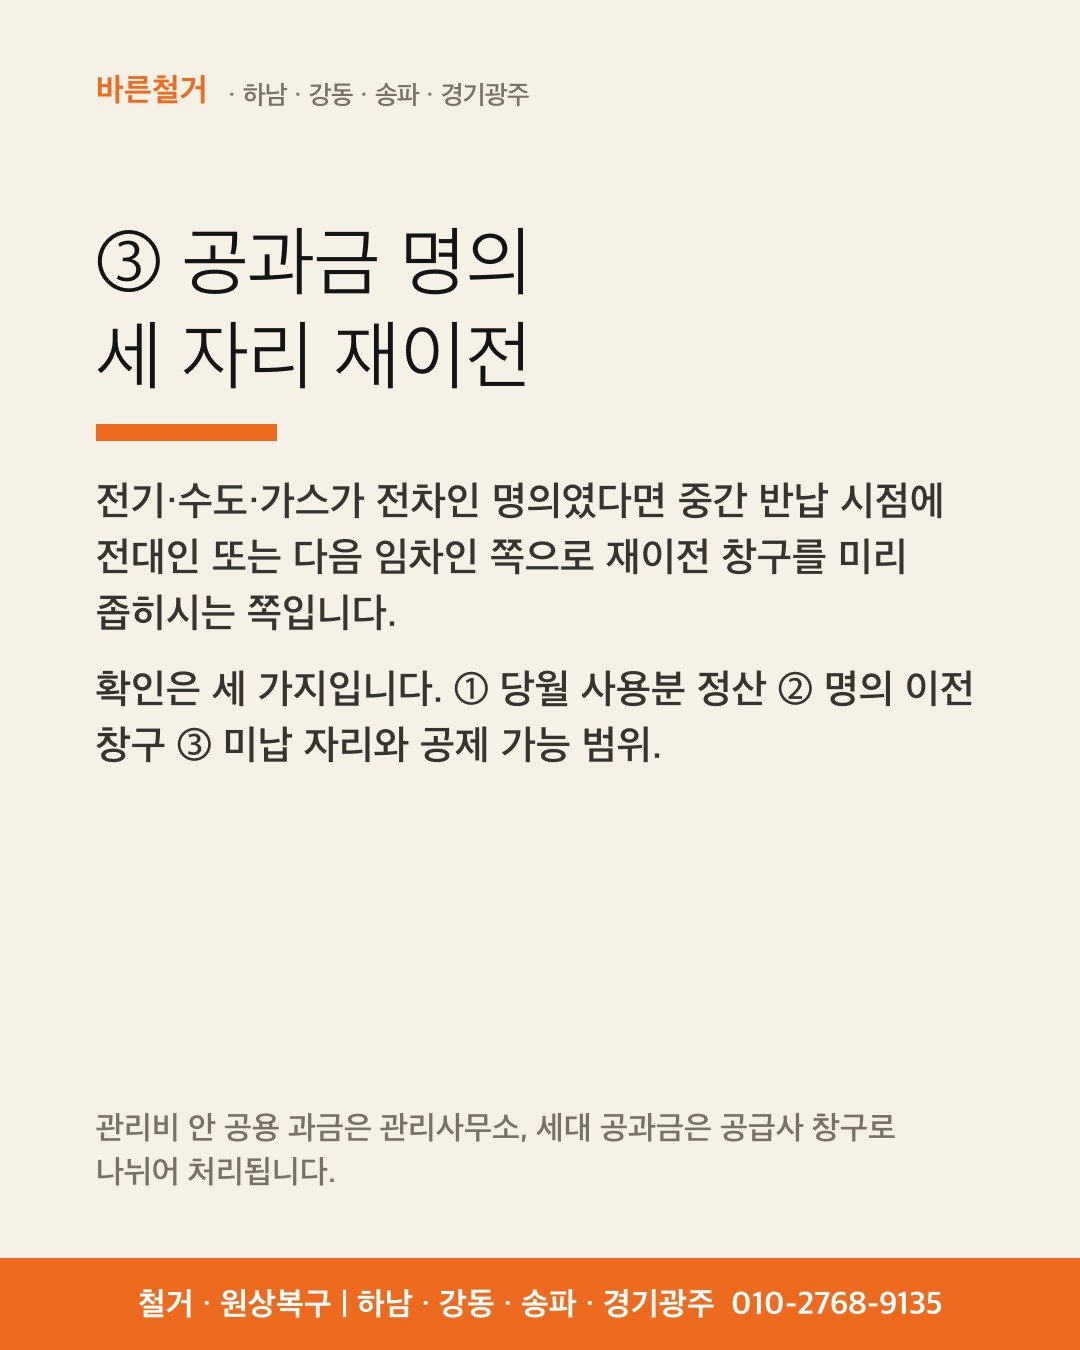 바른철거 · 하남 · 강동 · 송파 · 경기광주
③ 공과금 명의
세 자리 재이전
전기·수도·가스가 전차인 명의였다면 중간 반납 시점에
전대인 또는 다음 임차인 쪽으로 재이전 창구를 미리
좁히시는 쪽입니다.
확인은 세 가지입니다. ① 당월 사용분 정산 ② 명의 이전
창구 ③ 미납 자리와 공제 가능 범위.
관리비 안 공용 과금은 관리사무소, 세대 공과금은 공급사 창구로
나뉘어 처리됩니다.
철거 · 원상복구 | 하남 · 강동 · 송파 · 경기광주 010-2768-9135